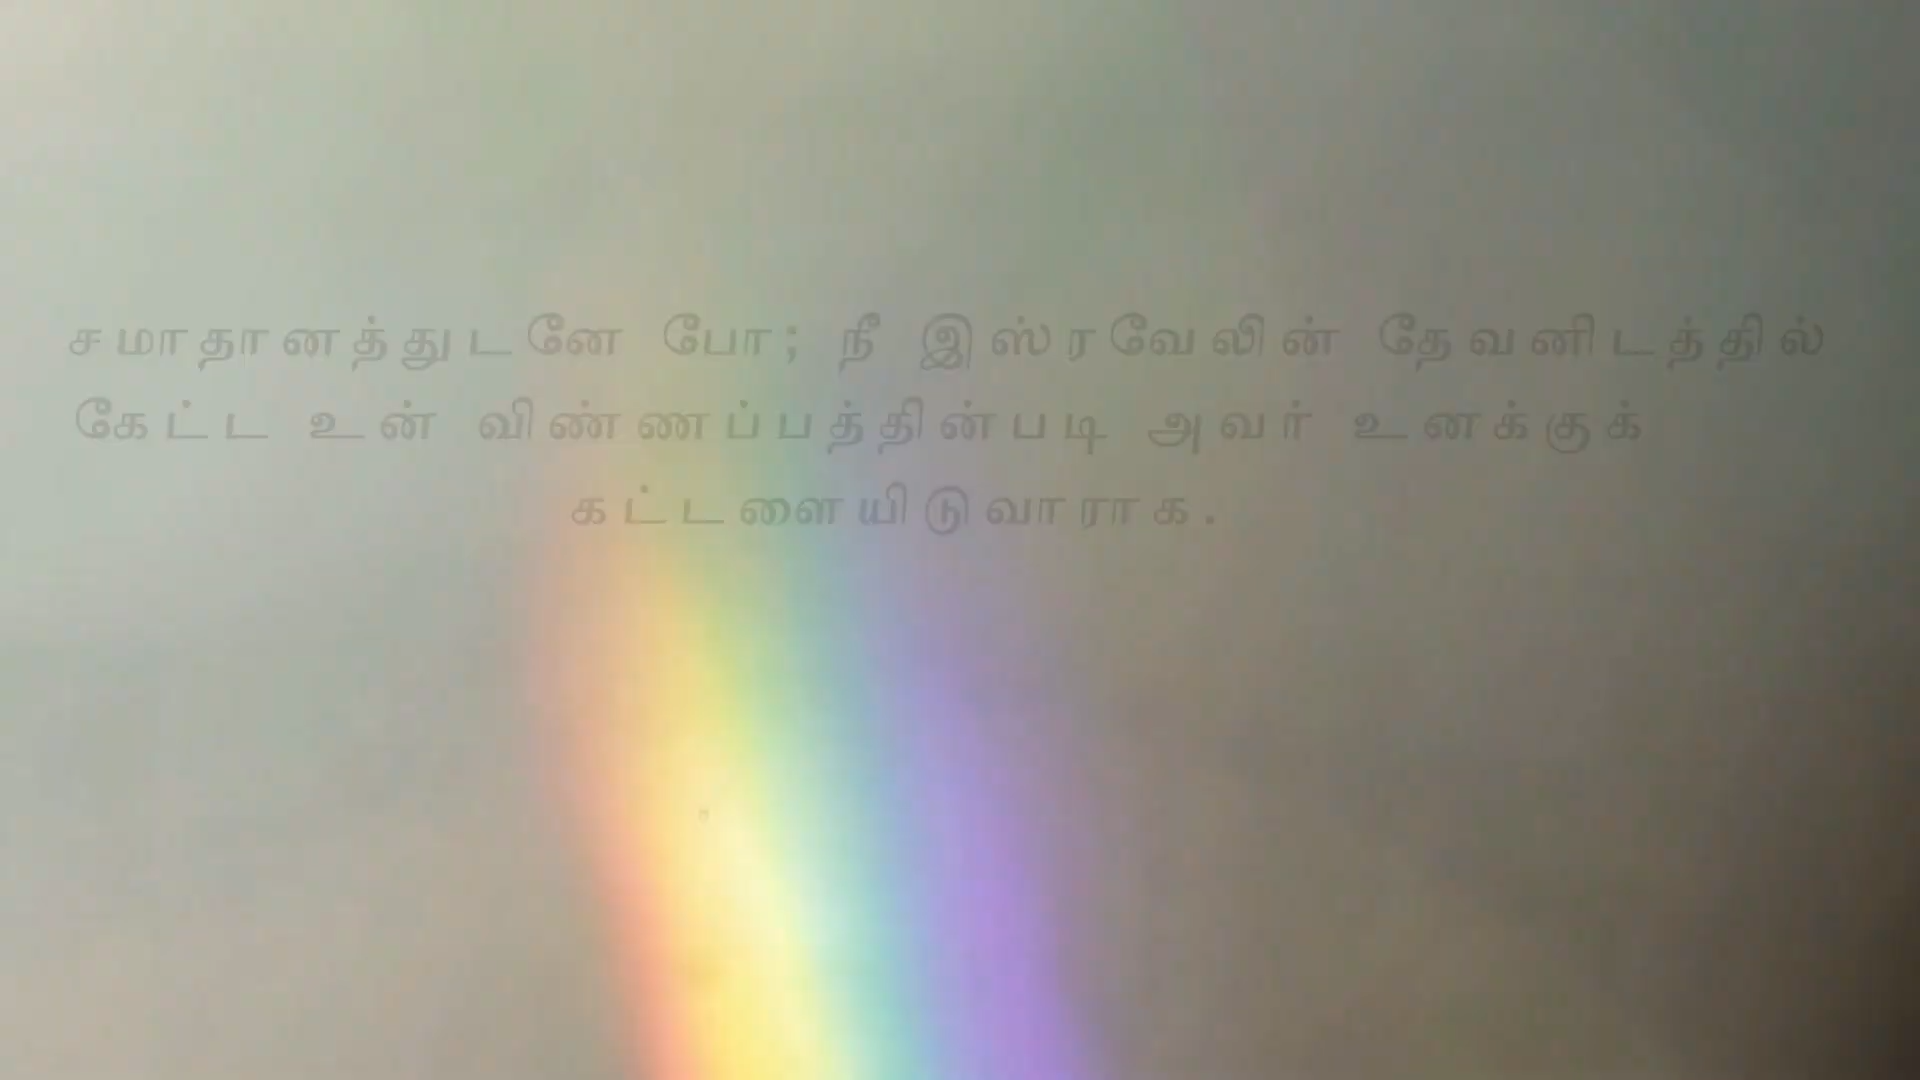 சமாதானத்துடனே போ; நீ இஸ்ரவேலின் தேவனிடத்தில்
கேட்ட உன் விண்ணப்பத்தின்படி அவர் உனக்குக்
கட்டளையிடுவாராக.